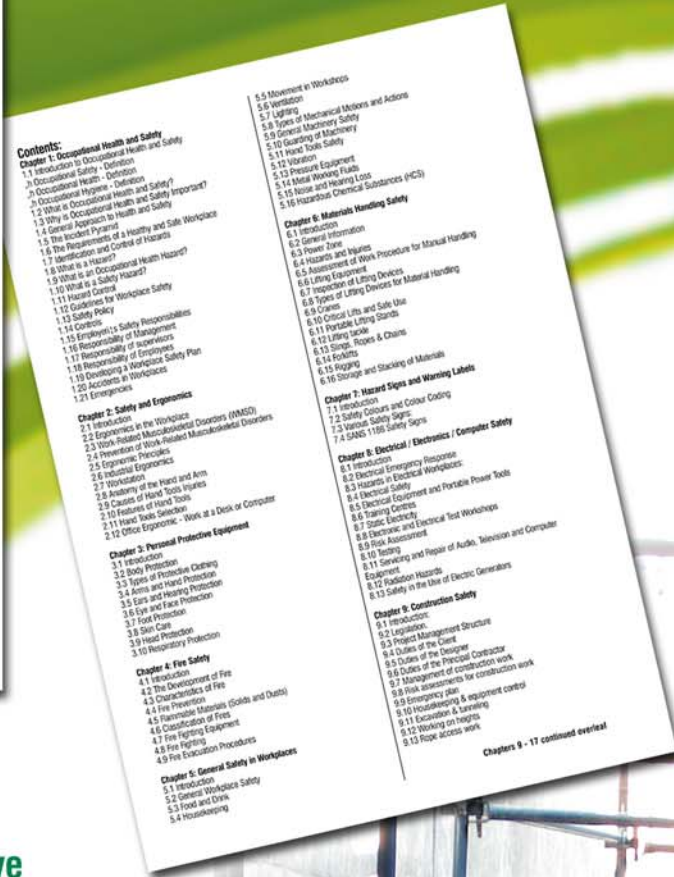 Contents:
Chapter 1: Occupational Health and Safety
1.1 Introduction to Occupational Health and Safety
„h Occupational Safety - Definition
„h Occupational Health - Definition
„h Occupational Hygiene - Definition
1.2 What is Occupational Health and Safety?
1.3 Why is Occupational Health and Safety Important?
1.4 General Approach to Health and Safety
1.5 The Incident Pyramid
1.6 The Requirements of a Healthy and Safe Workplace
1.7 Identification and Control of Hazards
1.8 What is a Hazard?
1.9 What is an Occupational Health Hazard?
1.10 What is a Safety Hazard?
1.11 Hazard Control
1.12 Guidelines for Workplace Safety
1.13 Safety Policy
1.14 Controls
1.15 Safety Responsibilities
1.16 Responsibility of Management
1.17 Responsibility of supervisors
1.18 Responsibility of Employees
1.19 Developing a Workplace Safety Plan
1.20 Accidents in Workplaces
1.21 Emergencies
Chapter 2: Safety and Ergonomics
2.1 Introduction
2.2 Ergonomics in the Workplace
2.3 Work-Related Musculoskeletal Disorders (WMSD)
2.4 Prevention of Work-Related Musculoskeletal Disorders
2.5 Ergonomic Principles
2.6 Industrial Ergonomics
2.7 Workstation
2.8 Anatomy of the Hand and Arm
2.9 Causes of Hand Tools Injuries
2.10 Features of Hand Tools
2.11 Hand Tools Selection
2.12 Office Ergonomic - Work at a Desk or Computer
Chapter 3: Personal Protective Equipment
3.1 Introduction
3.2 Body Protection
3.3 Types of Protective Clothing
3.4 Arms and Hand Protection
3.5 Ears and Hearing Protection
3.6 Eye and Face Protection
3.7 Foot Protection
3.8 Skin Care
3.9 Head Protection
3.10 Respiratory Protection
Chapter 4: Fire Safety
4.1 Introduction
4.2 The Development of Fire
4.3 Characteristics of Fire
4.4 Fire Prevention
4.5 Flammable Materials (Solids and Dusts)
4.6 Classification of Fires
4.7 Fire Fighting Equipment
4.8 Fire Fighting
4.9 Fire Evacuation Procedures
Chapter 5: General Safety in Workplaces
5.1 Introduction
5.2 General Workplace Safety
5.3 Food and Drink
5.4 Housekeeping
5.5 Movement in Workshops
5.6 Ventilation
5.7 Lighting
5.8 Types of Mechanical Motions and Actions
5.9 General Machinery Safety
5.10 Guarding of Machinery
5.11 Hand Tools Safety
5.12 Vibration
5.13 Pressure Equipment
5.14 Metal Working Fluids
5.15 Noise and Hearing Loss
5.16 Hazardous Chemical Substances (HCS)
Chapter 6: Materials Handling Safety
6.1 Introduction
6.2 General Information
6.3 Power Zone
6.4 Hazards and Injuries
6.5 Assessment of Work Procedure for Manual Handling
6.6 Lifting Equipment
6.7 Inspection of Lifting Devices
6.8 Types of Lifting Devices for Material Handling
6.9 Cranes
6.10 Critical Lifts and Safe Use
6.11 Portable Lifting Stands
6.12 Lifting tackle
6.13 Slings, Ropes & Chains
6.14 Forklifts
6.15 Rigging
6.16 Storage and Stacking of Materials
Chapter 7: Hazard Signs and Warning Labels
7.1 Introduction
7.2 Safety Colours and Colour Coding
7.3 Various Safety Signs:
7.4 SANS 1186 Safety Signs
Chapter 8: Electrical / Electronics / Computer Safety
8.1 Introduction
8.2 Electrical Emergency Response
8.3 Hazards in Electrical Workplaces:
8.4 Electrical Safety
8.5 Electrical Equipment and Portable Power Tools
8.6 Training Centres
8.7 Static Electricity
8.8 Electronic and Electrical Test Workshops
8.9 Risk Assessment
8.10 Testing
8.11 Servicing and Repair of Audio, Television and Computer
Equipment
8.12 Radiation Hazards
8.13 Safety in the Use of Electric Generators
Chapter 9: Construction Safety
9.1 Introduction:
9.2 Legislation.
9.3 Project Management Structure
9.4 Duties of the Client
9.5 Duties of the Designer
9.6 Duties of the Principal Contractor
9.7 Management of construction work
9.8 Risk assessments for construction work
9.9 Emergency plan
9.10 Housekeeping & equipment control
9.11 Excavation & tunneling
9.12 Working on heights
9.13 Rope access work
Chapters 9 - 17 continued overleaf